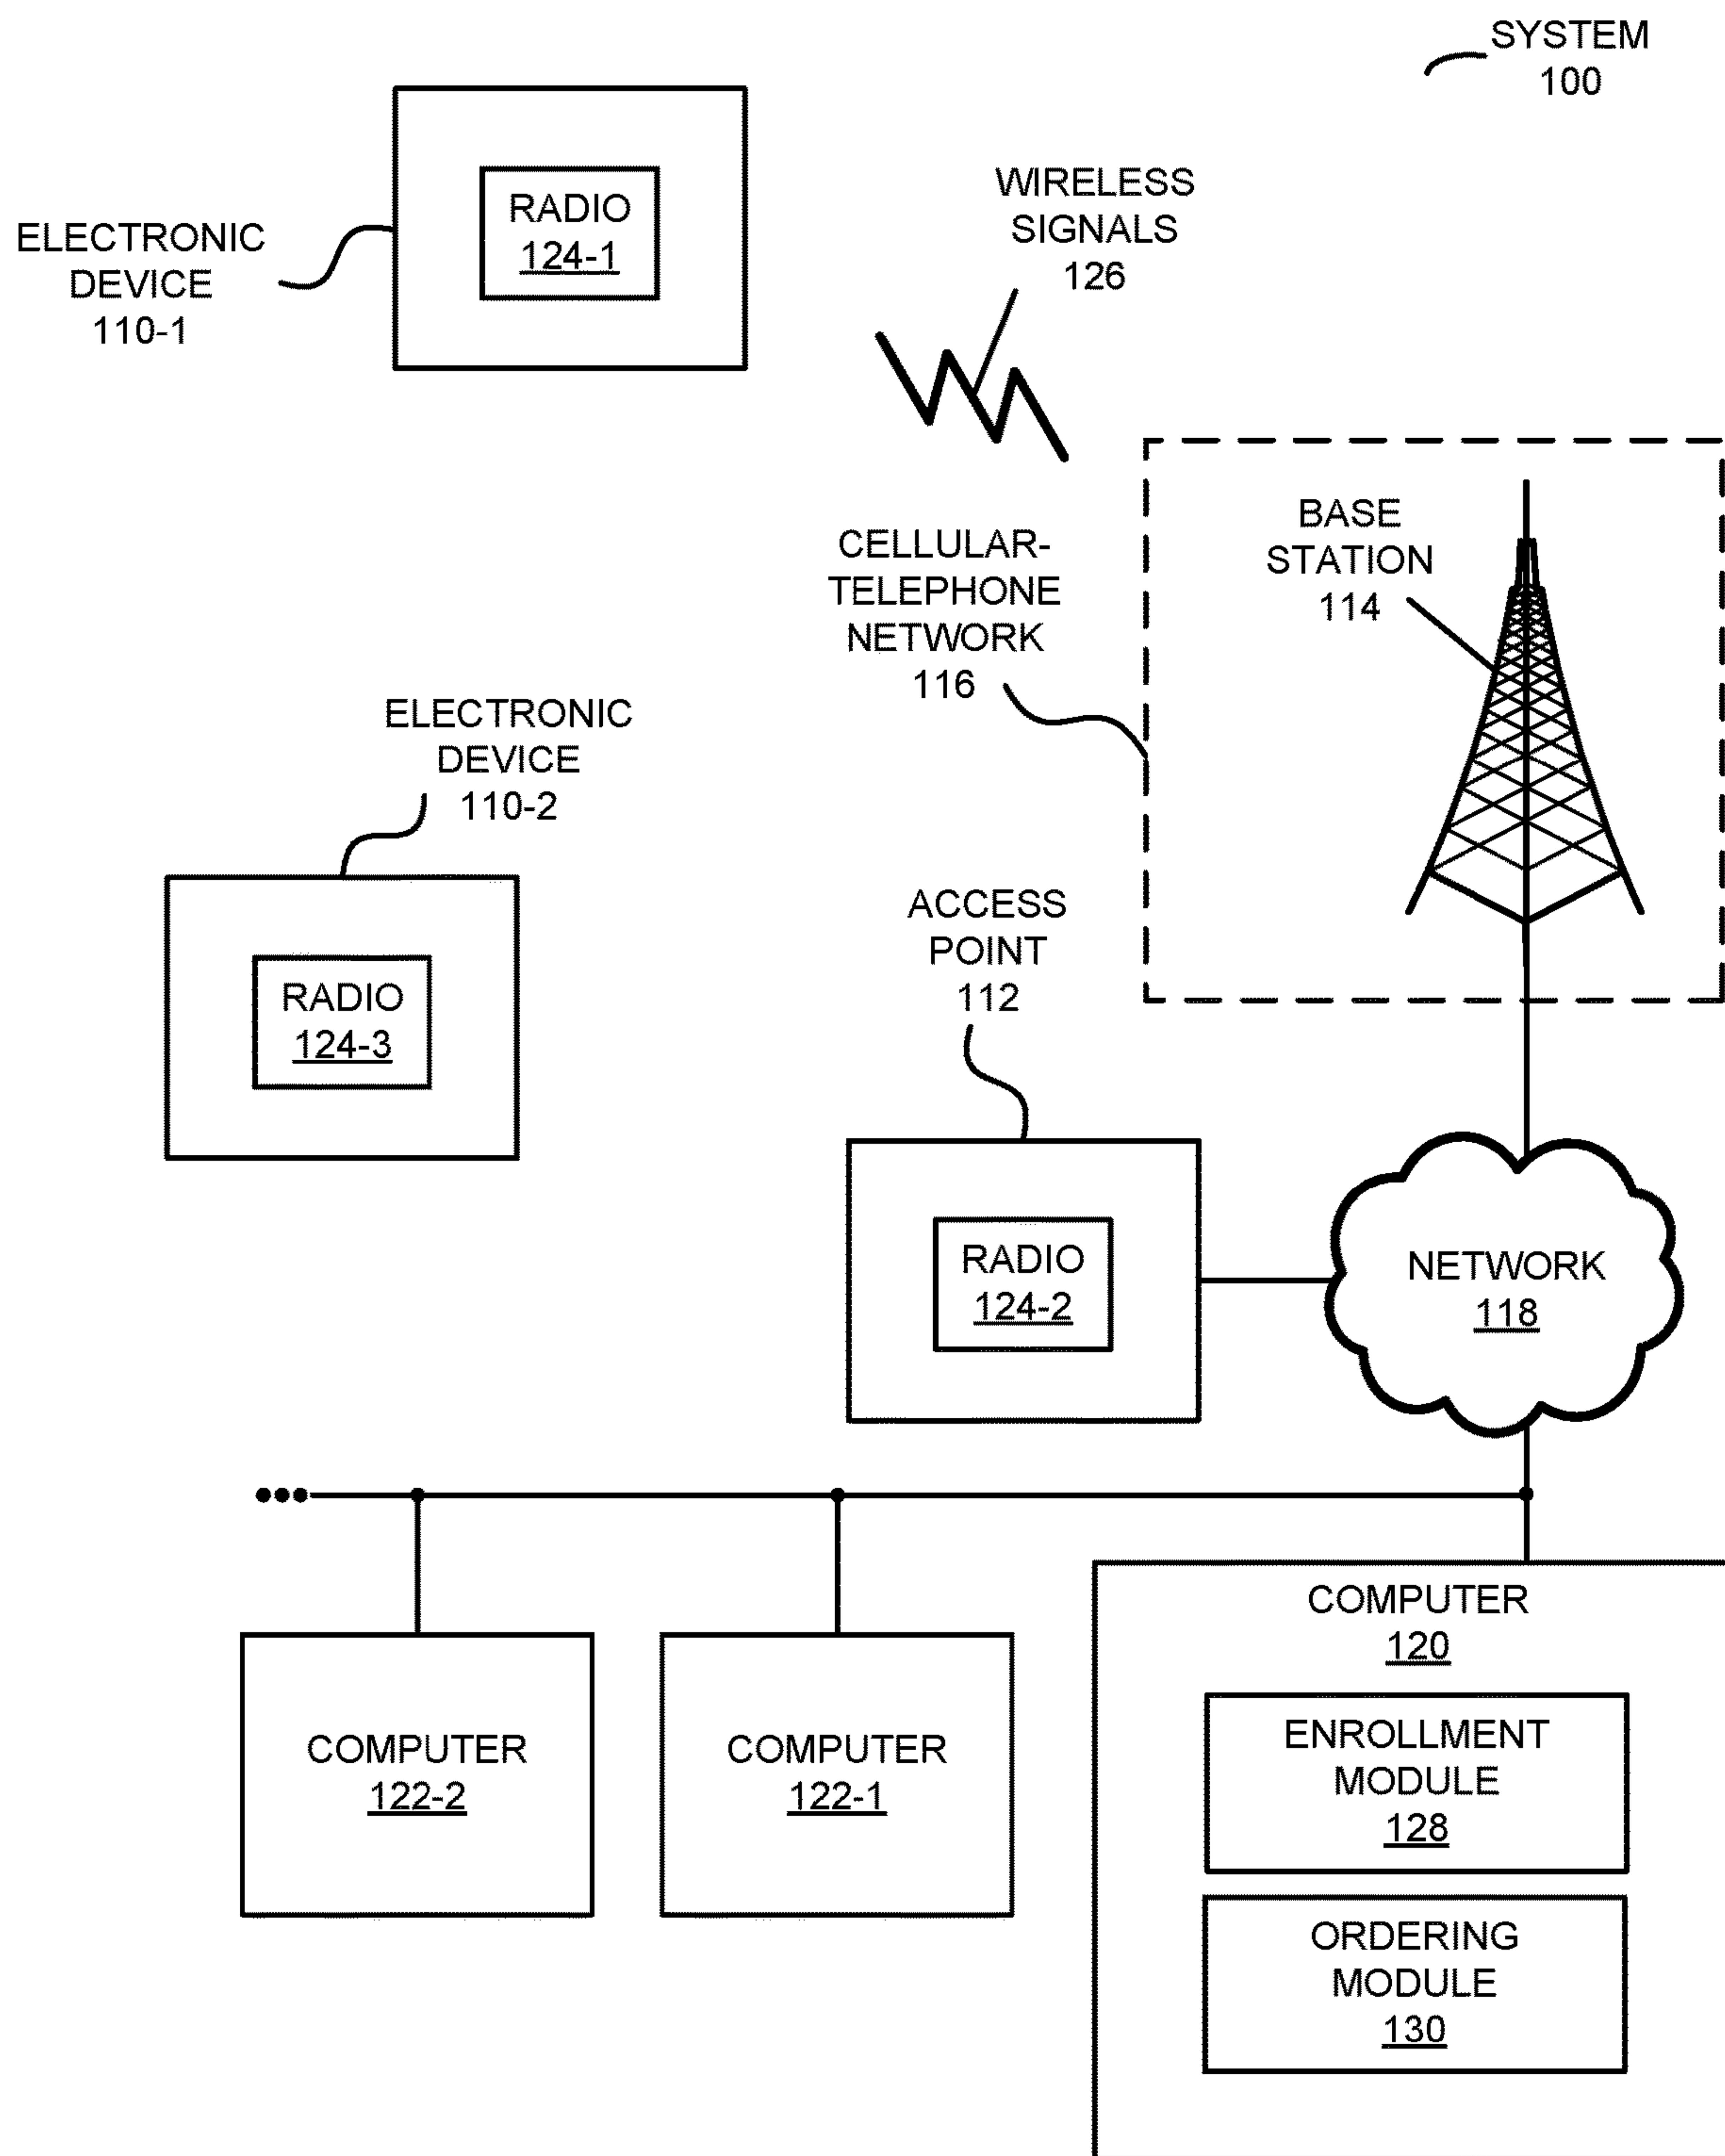 SYSTEM
100
RADIO
124-1
ELECTRONIC
DEVICE
110-1
WIRELESS
SIGNALS
126
BASE
STATION
114
CELLULAR-
TELEPHONE
NETWORK
116
ELECTRONIC
DEVICE
110-2
RADIO
124-3
ACCESS
POINT
112
RADIO
124-2
NETWORK
118
COMPUTER
122-2
COMPUTER
122-1
COMPUTER
120
ENROLLMENT
MODULE
128
ORDERING
MODULE
130